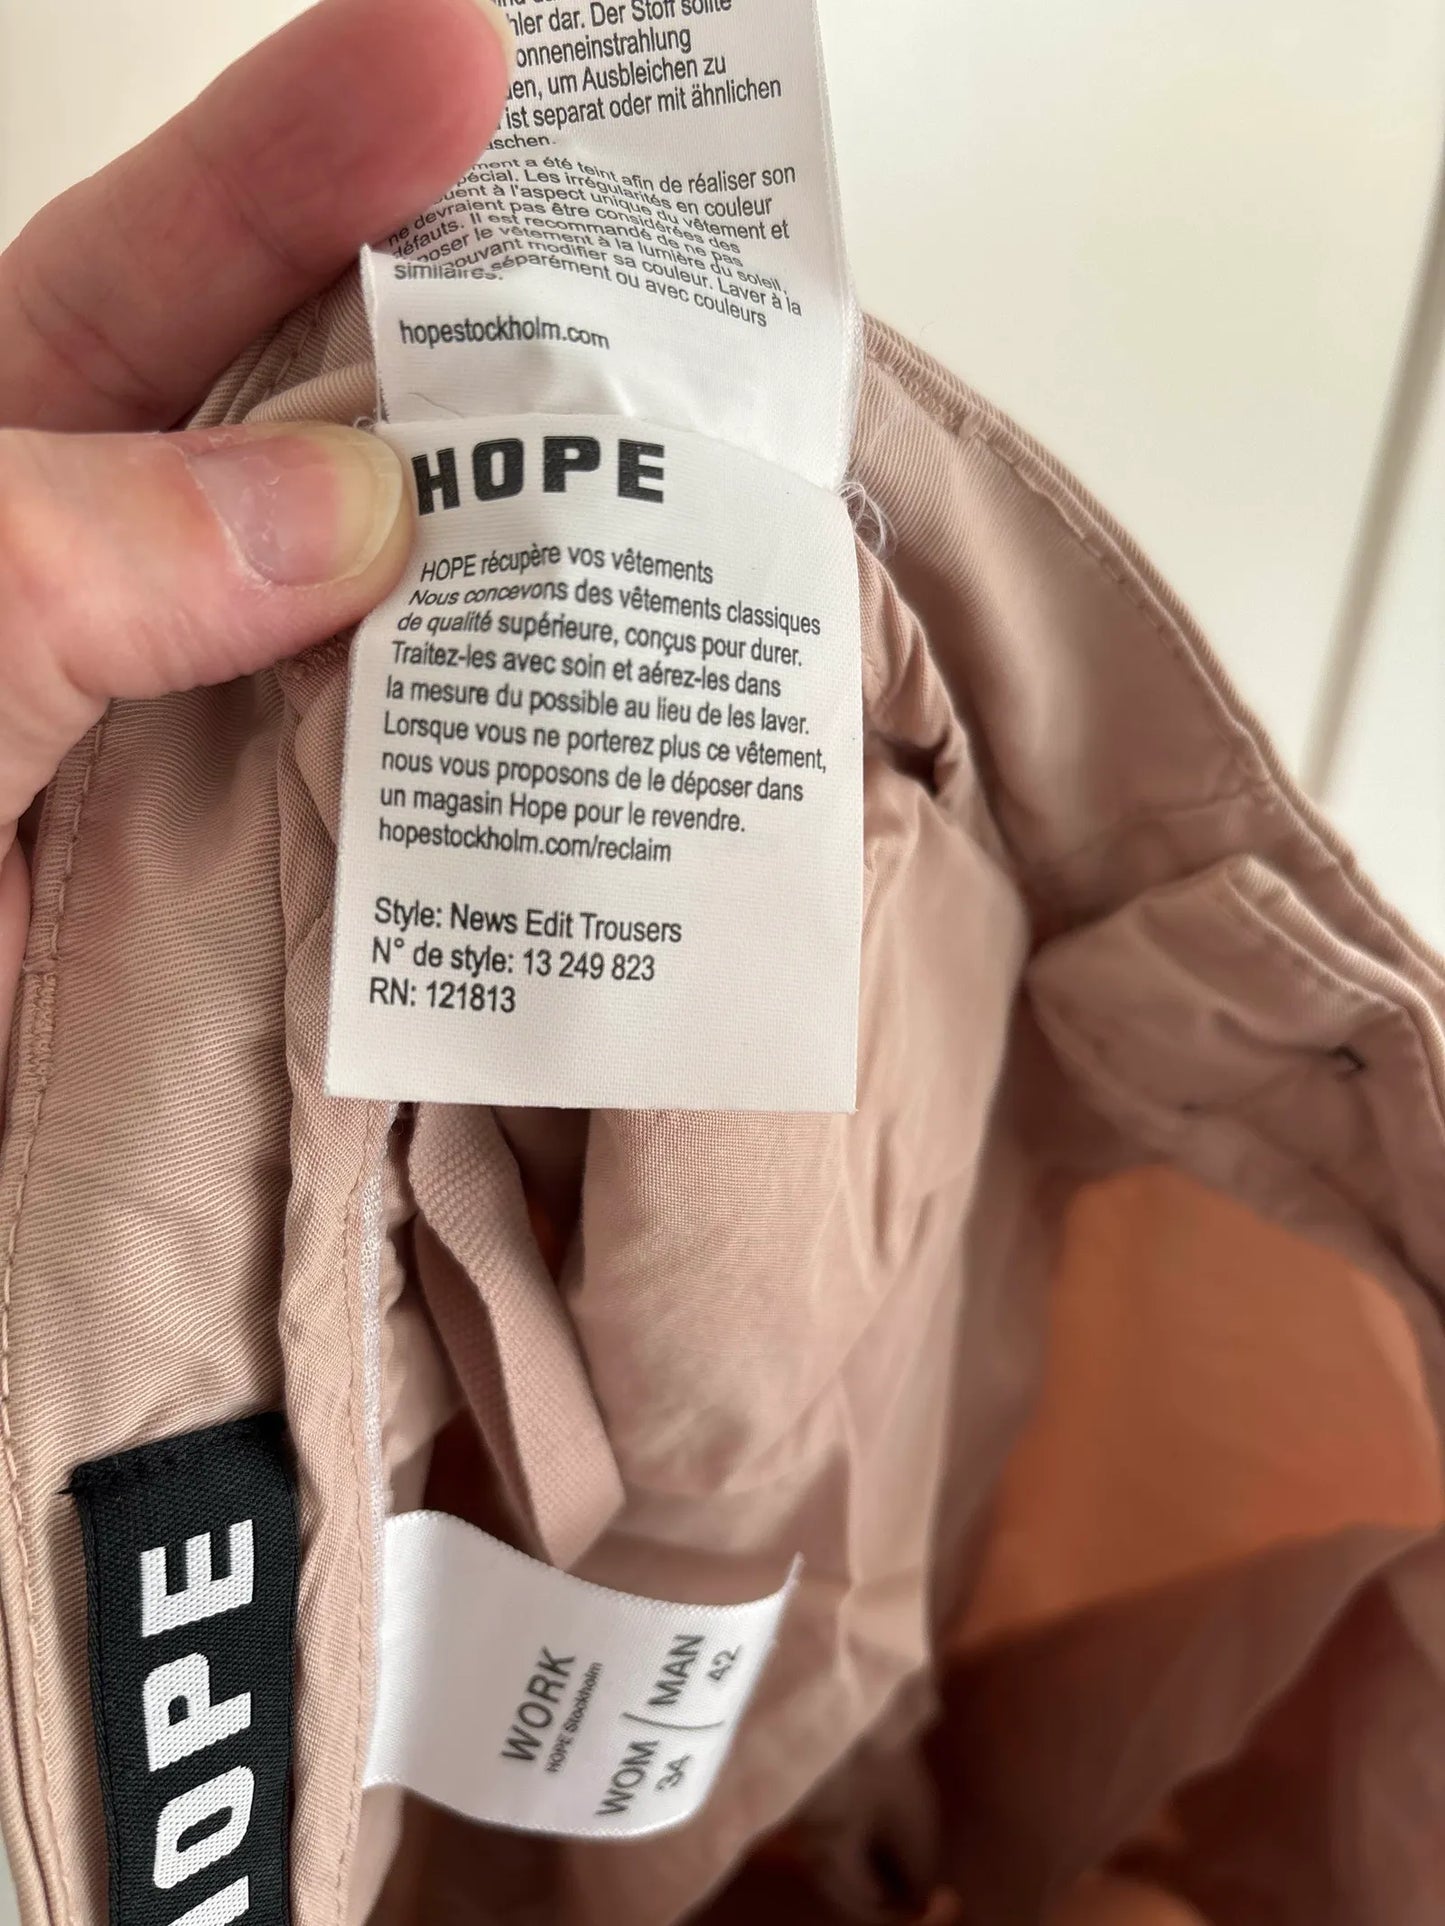 hler dar. Der Stoff sollte
onneneinstrahlung
um Ausbleichen zu
ist separat oder mit ähnlichen
a été teint afin de réaliser son
Les irrégularités en couleur
à l'aspect unique du vêtement et
ne devraient pas être considérées des
défauts. Il est recommandé de ne pas
le vêtement à la lumière du soleil,
pouvant modifier sa couleur. Laver à la
séparément ou avec couleurs
similaires.
hopestockholm.com
HOPE
HOPE récupère vos vêtements
Nous concevons des vêtements classiques
de qualité supérieure, conçus pour durer.
Traitez-les avec soin et aérez-les dans
la mesure du possible au lieu de les laver.
Lorsque vous ne porterez plus ce vêtement,
nous vous proposons de le déposer dans
un magasin Hope pour le revendre.
hopestockholm.com/reclaim
Style: News Edit Trousers
N° de style: 13 249 823
RN: 121813
HOPE
WORK
HOPE Stockholm
WOM | MAN
34 | 42